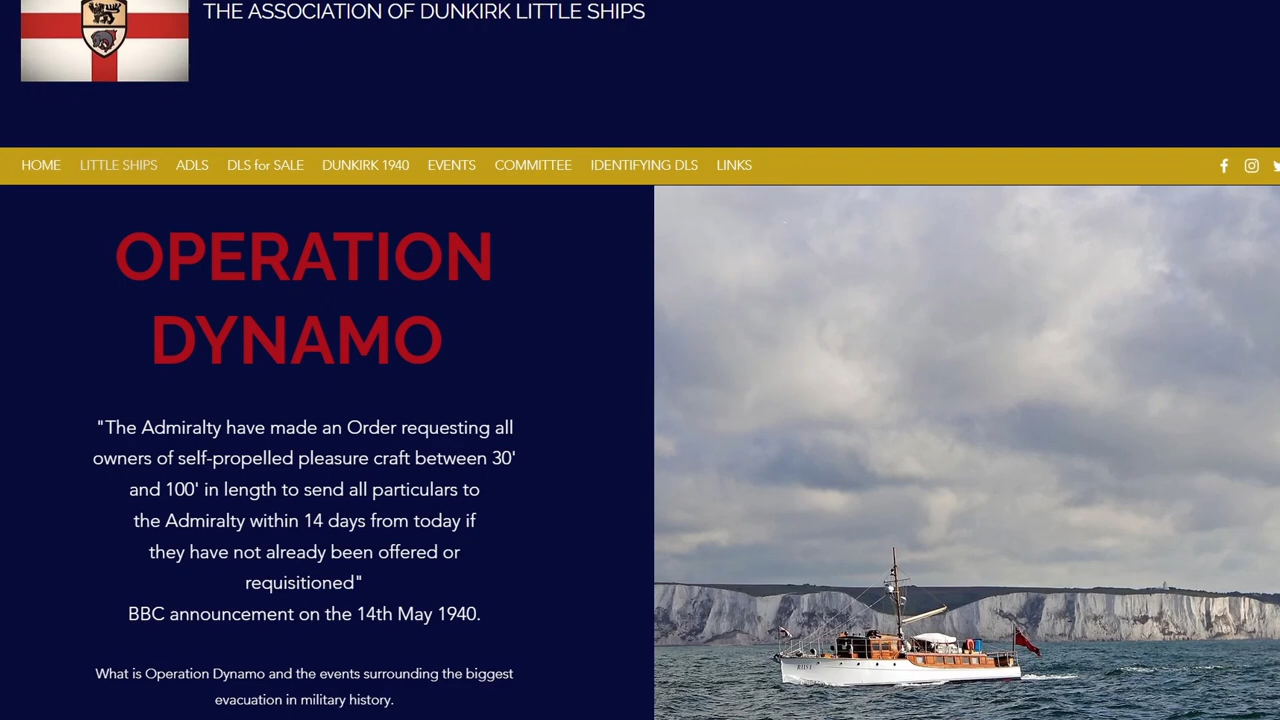 THE ASSOCIATION OF DUNKIRK LITTLE SHIPS
HOME LITTLE SHIPS ADLS DLS for SALE DUNKIRK 1940 EVENTS COMMITTEE IDENTIFYING DLS LINKS
OPERATION
DYNAMO
"The Admiralty have made an Order requesting all
owners of self-propelled pleasure craft between 30'
and 100' in length to send all particulars to
the Admiralty within 14 days from today if
they have not already been offered or
requisitioned"
BBC announcement on the 14th May 1940.
What is Operation Dynamo and the events surrounding the biggest
evacuation in military history.